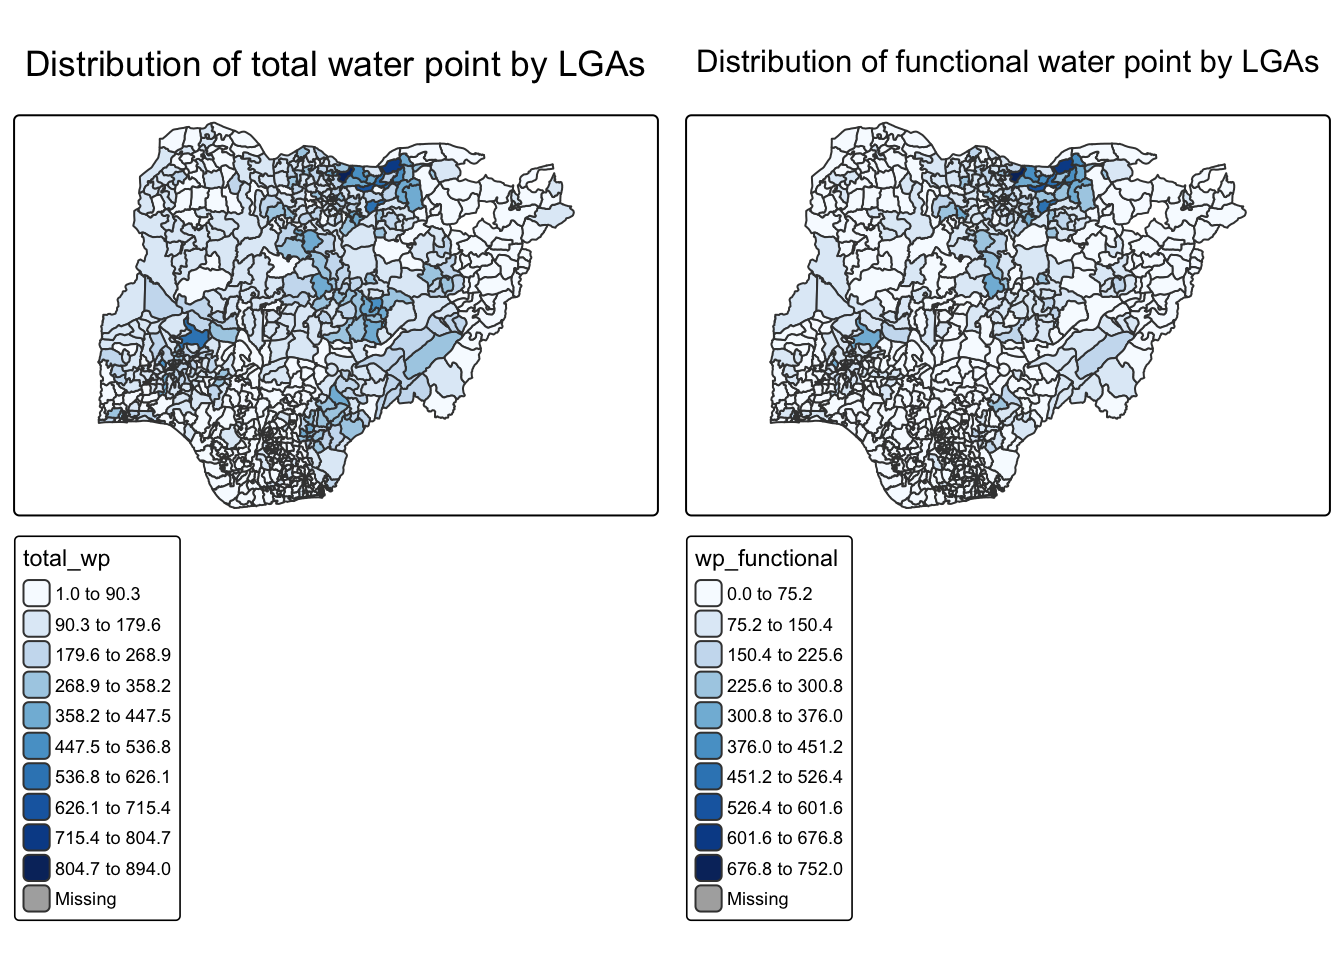 Distribution of total water point by LGAs
Distribution of functional water point by LGAs
total_wp
1.0 to 90.3
90.3 to 179.6
179.6 to 268.9
268.9 to 358.2
358.2 to 447.5
447.5 to 536.8
536.8 to 626.1
626.1 to 715.4
715.4 to 804.7
804.7 to 894.0
Missing
wp_functional
0.0 to 75.2
75.2 to 150.4
150.4 to 225.6
225.6 to 300.8
300.8 to 376.0
376.0 to 451.2
451.2 to 526.4
526.4 to 601.6
601.6 to 676.8
676.8 to 752.0
Missing